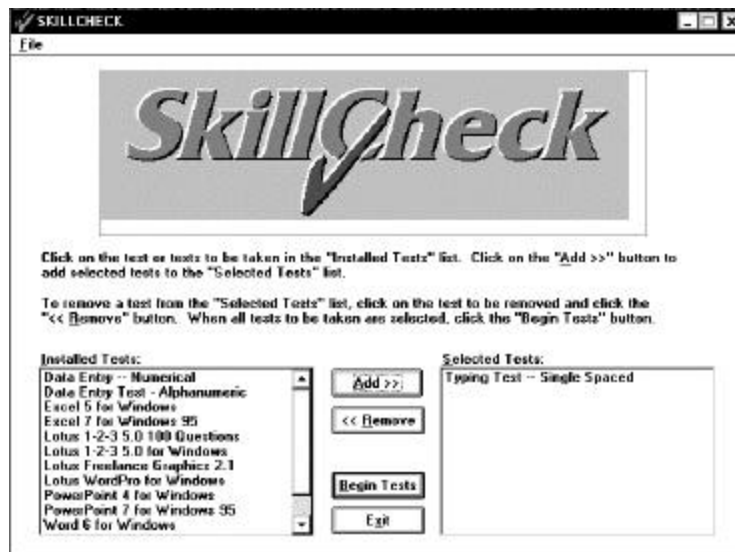 SKILLCHECK
File
SkillCheck
Click on the test or tests to be taken in the "Installed Tests" list. Click on the "Add >>" button to
add selected tests to the "Selected Tests" list.
To remove a test from the "Selected Tests" list, click on the test to be removed and click the
"<< Remove" button. When all tests to be taken are selected, click the "Begin Tests" button.
Installed Tests:
Data Entry -- Numerical
Data Entry Test - Alphanumeric
Excel 5 for Windows
Excel 7 for Windows 95
Lotus 1-2-3 5.0 100 Questions
Lotus 1-2-3 5.0 for Windows
Lotus Freelance Graphics 2.1
Lotus WordPro for Windows
PowerPoint 4 for Windows
PowerPoint 7 for Windows 95
Word 6 for Windows
Add >>
<< Remove
Begin Tests
Exit
Selected Tests:
Typing Test -- Single Spaced